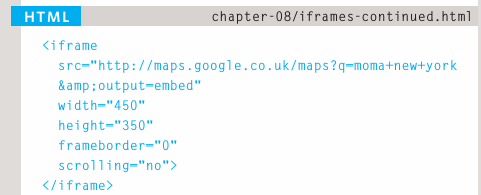 HTML chapter-08/iframes-continued.html
<iframe
src="http://maps.google.co.uk/maps?q=moma+new+york
&amp;output=embed"
width="450"
height="350"
frameborder="0"
scrolling="no">
</iframe>